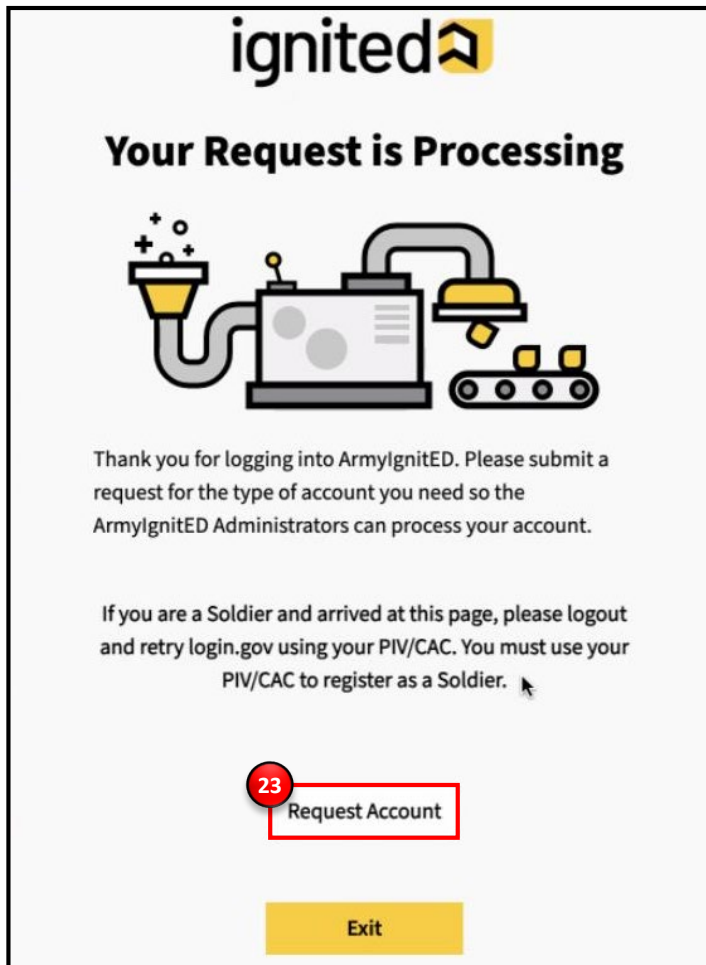 ignited
Your Request is Processing
Thank you for logging into ArmyIgnitED. Please submit a
request for the type of account you need so the
ArmyIgnitED Administrators can process your account.
If you are a Soldier and arrived at this page, please logout
and retry login.gov using your PIV/CAC. You must use your
PIV/CAC to register as a Soldier.
23
Request Account
Exit